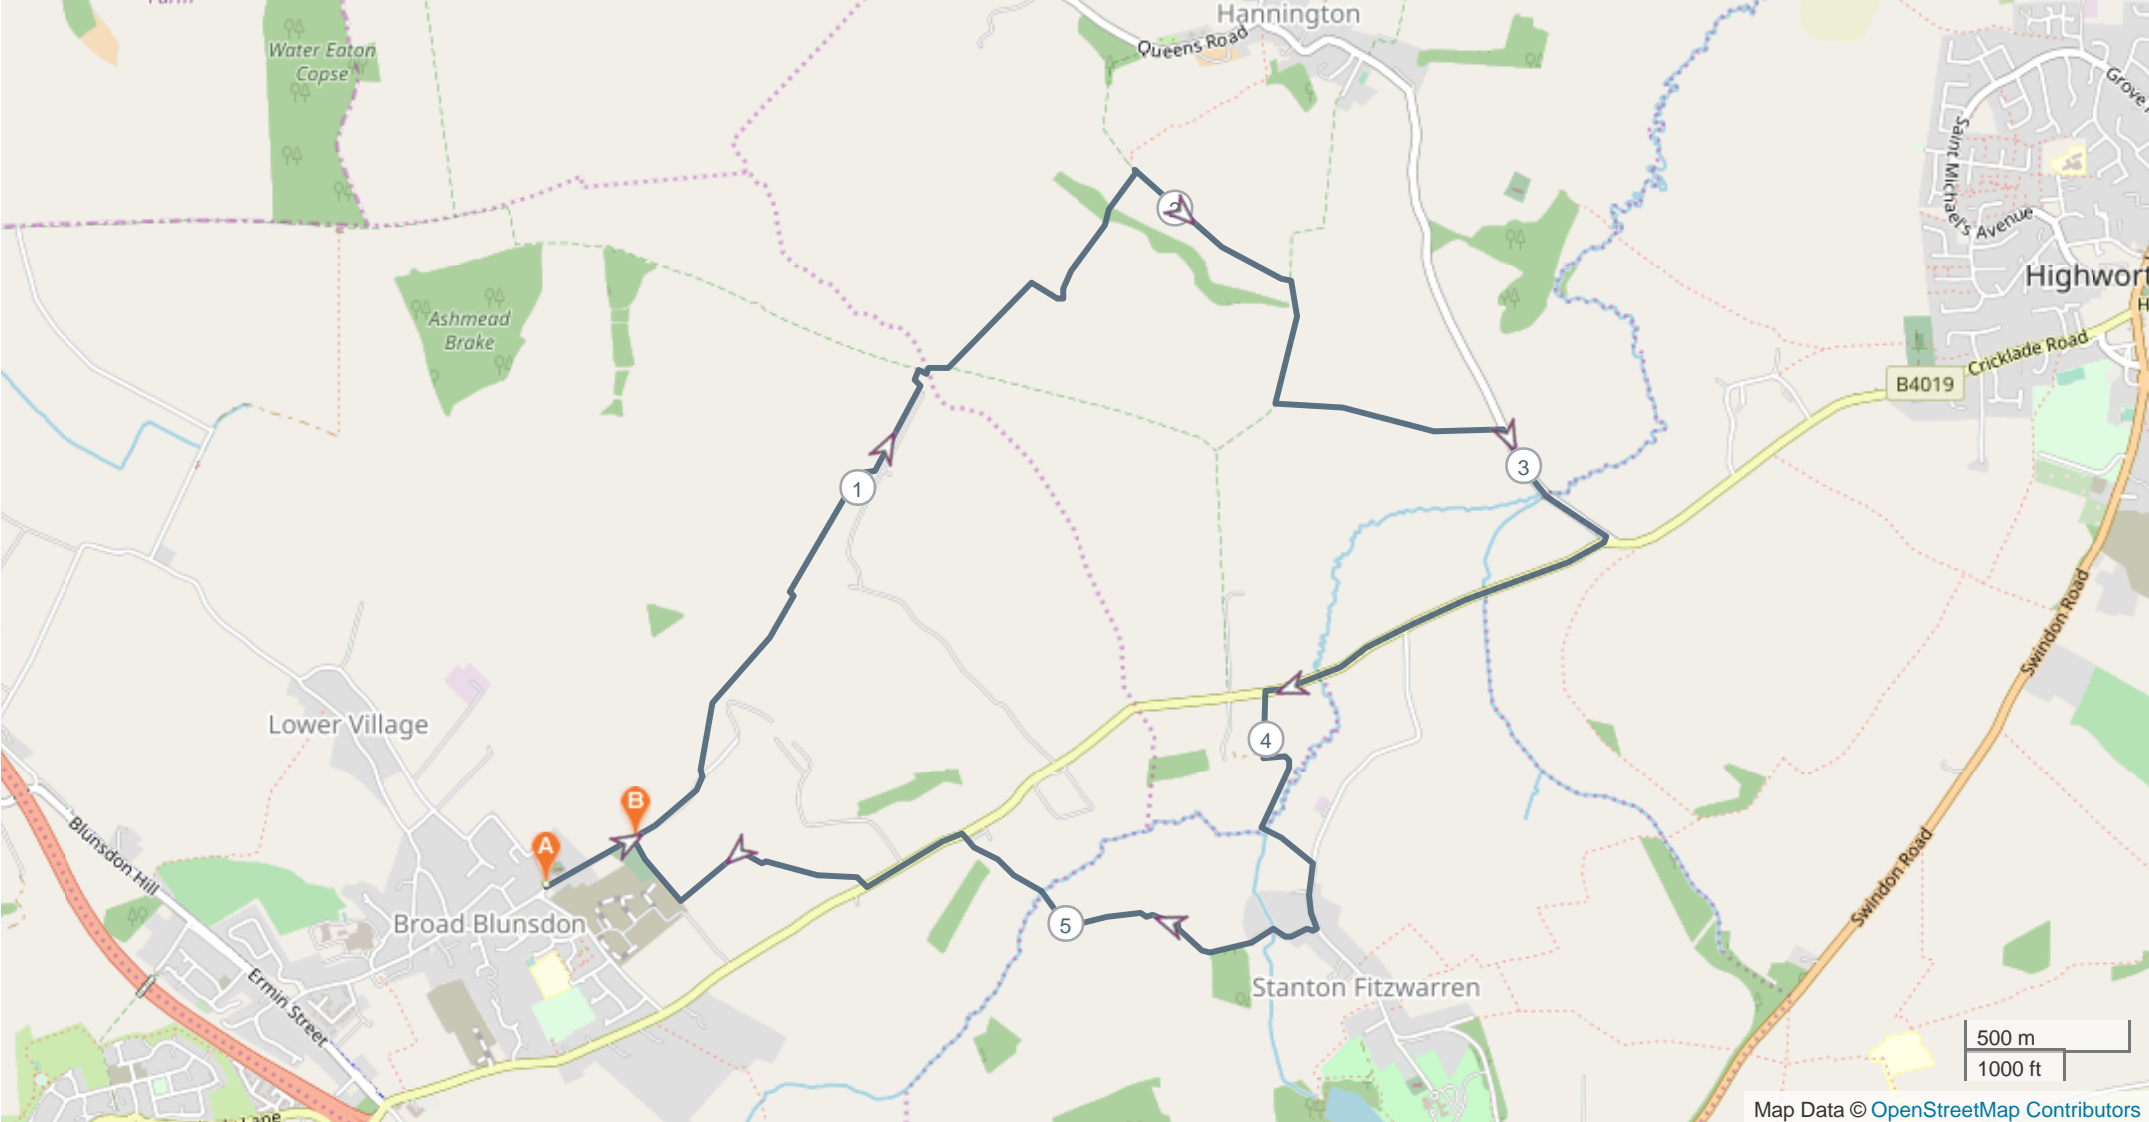 Farm
Hannington
Queens Road
Water Eaton
Copse
Grove
Saint Michael's Avenue
2
Highwort
H
Ashmead
Brake
Cricklade Road
B4019
3
1
Swindon Road
Lower Village
4
B
A
Blunsdon Hill
Swindon Road
Broad Blunsdon
5
Ermin Street
Stanton Fitzwarren
500 m
1000 ft
Lane
Map Data © OpenStreetMap Contributors